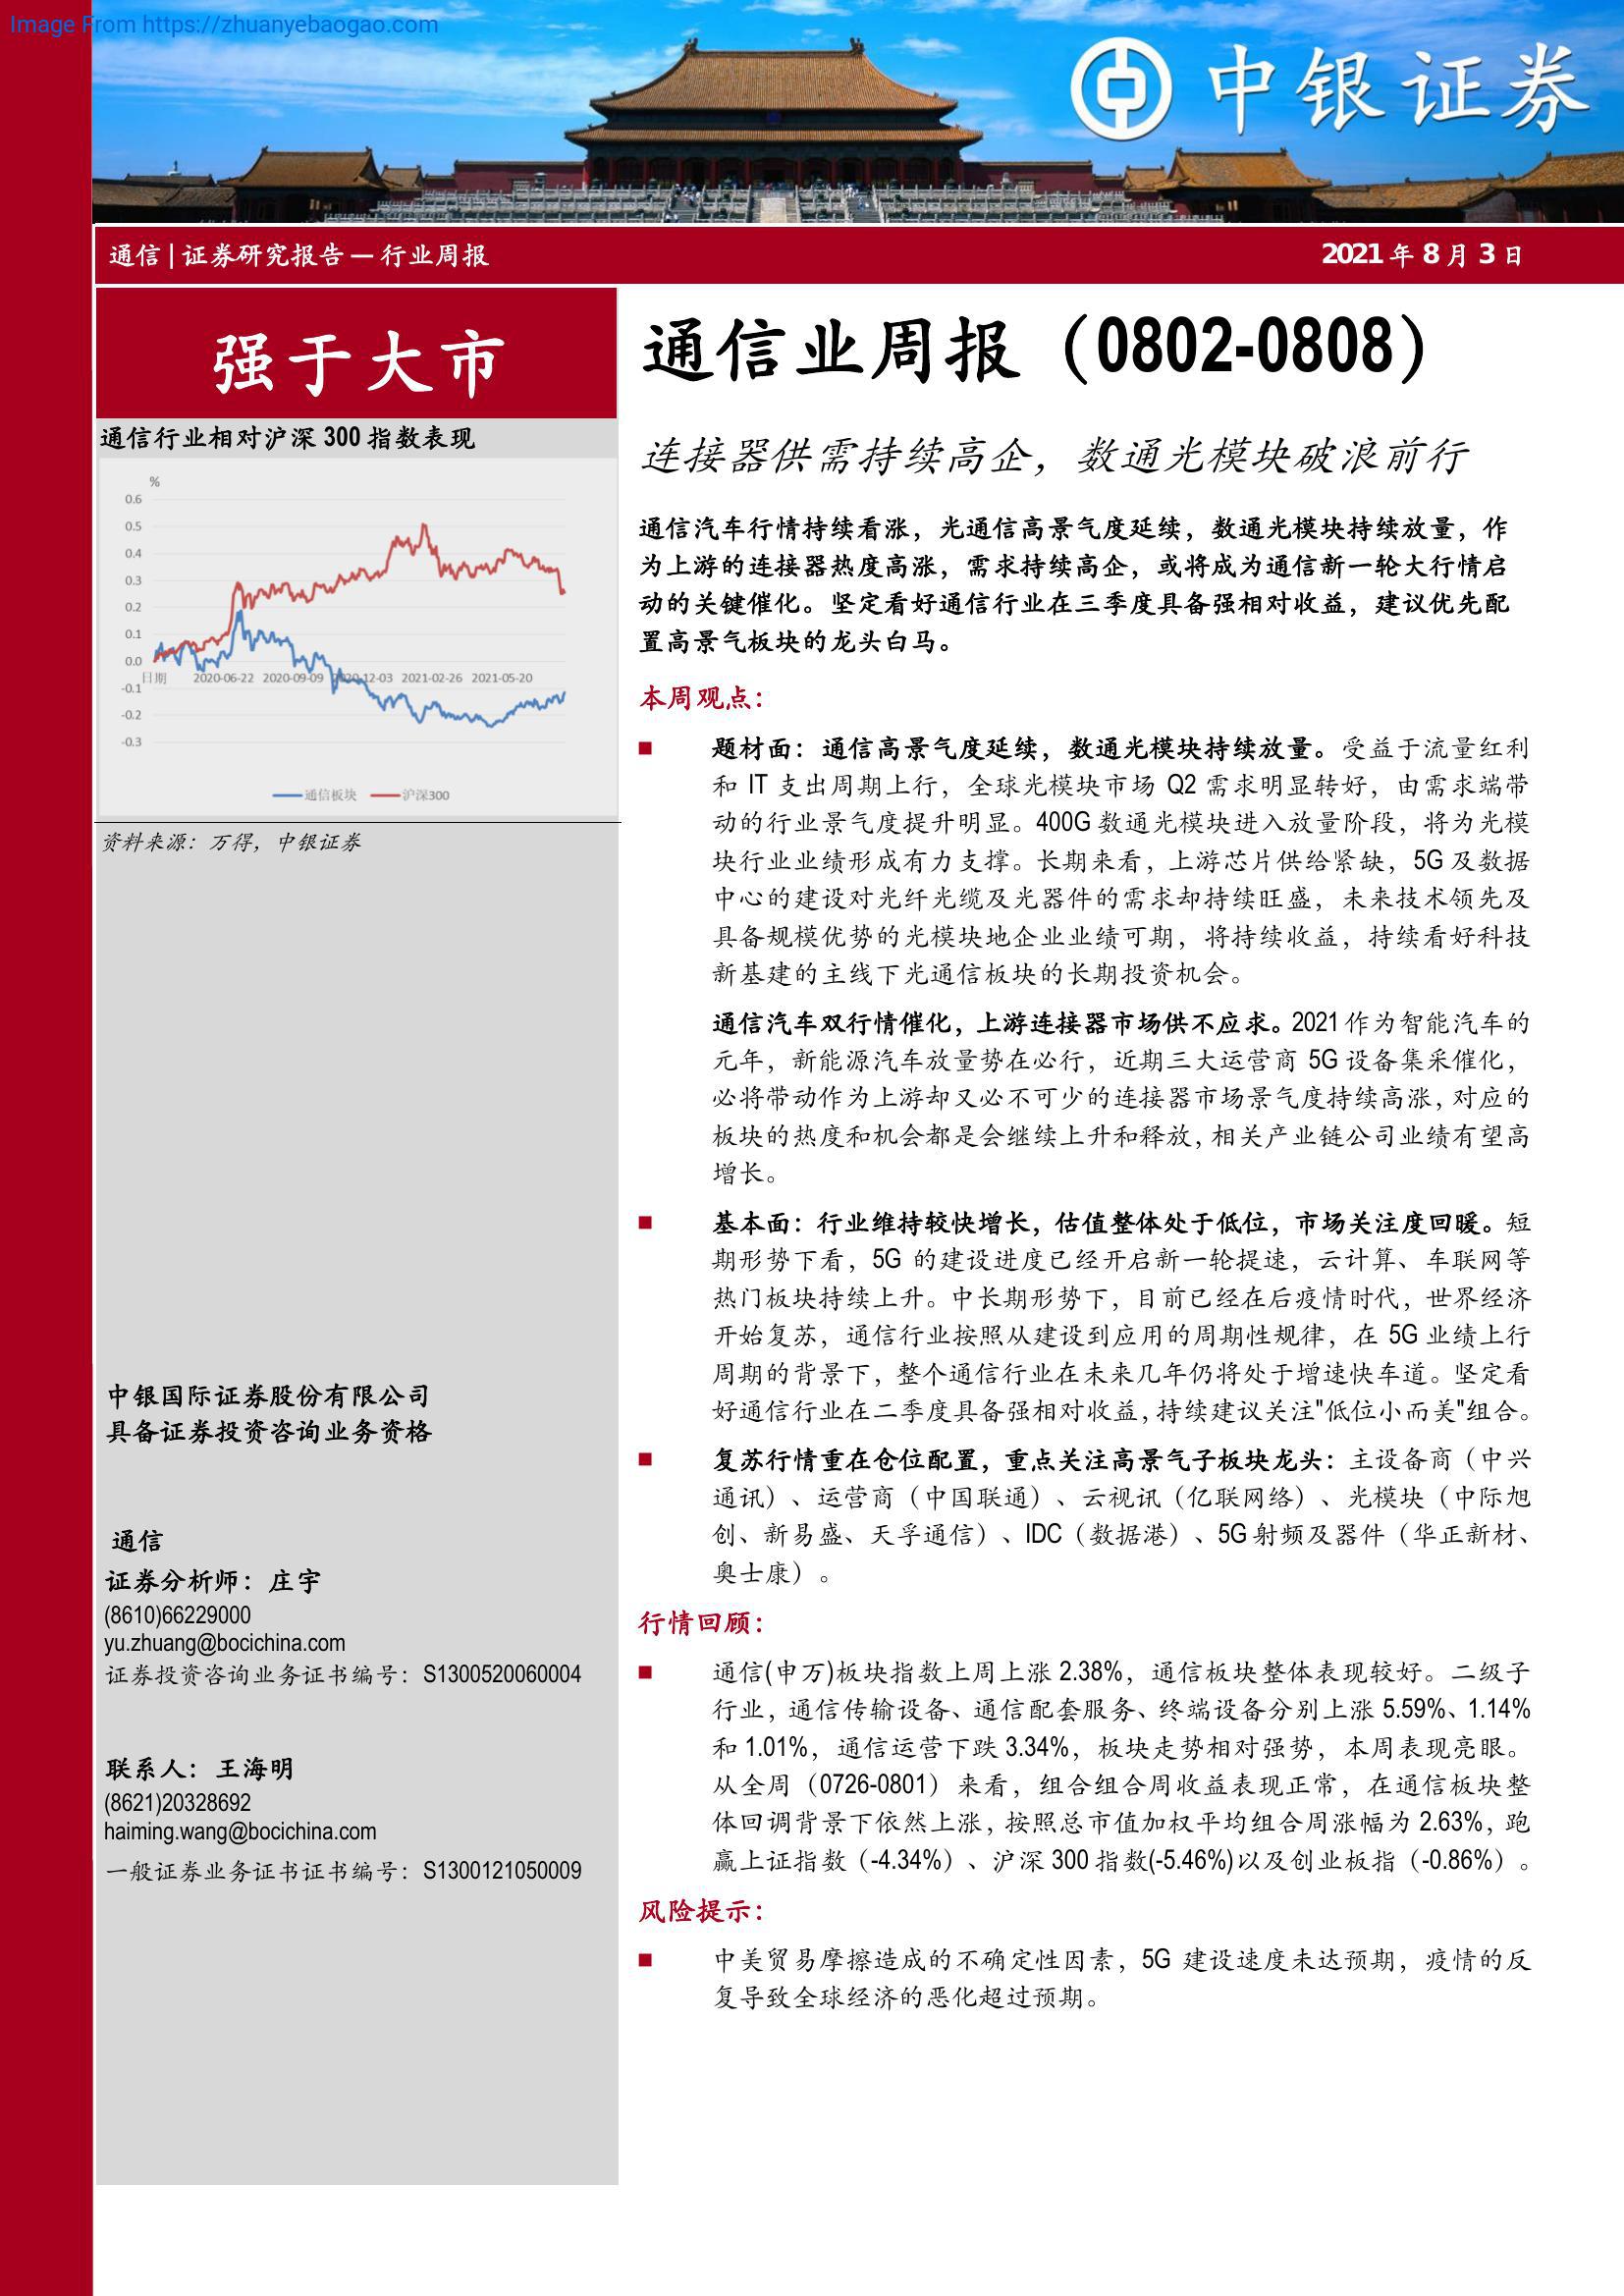 Image From https://zhuanyebaogao.com
中银证券
通信 | 证券研究报告 — 行业周报
2021 年 8 月 3 日
强于大市
通信行业相对沪深 300 指数表现
%
0.6
0.5
0.4
0.3
0.2
0.1
0.0
-0.1
-0.2
-0.3
日期 2020-06-22 2020-09-09 2020-12-03 2021-02-26 2021-05-20
通信板块 沪深300
资料来源：万得，中银证券
中银国际证券股份有限公司
具备证券投资咨询业务资格
通信
证券分析师：庄宇
(8610)66229000
yu.zhuang@bocichina.com
证券投资咨询业务证书编号：S1300520060004
联系人：王海明
(8621)20328692
haiming.wang@bocichina.com
一般证券业务证书证书编号：S1300121050009
通信业周报（0802-0808）
连接器供需持续高企，数通光模块破浪前行
通信汽车行情持续看涨，光通信高景气度延续，数通光模块持续放量，作
为上游的连接器热度高涨，需求持续高企，或将成为通信新一轮大行情启
动的关键催化。坚定看好通信行业在三季度具备强相对收益，建议优先配
置高景气板块的龙头白马。
本周观点：
■ 题材面：通信高景气度延续，数通光模块持续放量。受益于流量红利
和 IT 支出周期上行，全球光模块市场 Q2 需求明显转好，由需求端带
动的行业景气度提升明显。400G 数通光模块进入放量阶段，将为光模
块行业业绩形成有力支撑。长期来看，上游芯片供给紧缺，5G 及数据
中心的建设对光纤光缆及光器件的需求却持续旺盛，未来技术领先及
具备规模优势的光模块地企业业绩可期，将持续收益，持续看好科技
新基建的主线下光通信板块的长期投资机会。
通信汽车双行情催化，上游连接器市场供不应求。2021 作为智能汽车的
元年，新能源汽车放量势在必行，近期三大运营商 5G 设备集采催化，
必将带动作为上游却又必不可少的连接器市场景气度持续高涨，对应的
板块的热度和机会都是会继续上升和释放，相关产业链公司业绩有望高
增长。
■ 基本面：行业维持较快增长，估值整体处于低位，市场关注度回暖。短
期形势下看，5G 的建设进度已经开启新一轮提速，云计算、车联网等
热门板块持续上升。中长期形势下，目前已经在后疫情时代，世界经济
开始复苏，通信行业按照从建设到应用的周期性规律，在 5G 业绩上行
周期的背景下，整个通信行业在未来几年仍将处于增速快车道。坚定看
好通信行业在二季度具备强相对收益，持续建议关注"低位小而美"组合。
■ 复苏行情重在仓位配置，重点关注高景气子板块龙头：主设备商（中兴
通讯）、运营商（中国联通）、云视讯（亿联网络）、光模块（中际旭
创、新易盛、天孚通信）、IDC（数据港）、5G 射频及器件（华正新材、
奥士康）。
行情回顾：
■ 通信(申万)板块指数上周上涨 2.38%，通信板块整体表现较好。二级子
行业，通信传输设备、通信配套服务、终端设备分别上涨 5.59%、1.14%
和 1.01%，通信运营下跌 3.34%，板块走势相对强势，本周表现亮眼。
从全周（0726-0801）来看，组合组合周收益表现正常，在通信板块整
体回调背景下依然上涨，按照总市值加权平均组合周涨幅为 2.63%，跑
赢上证指数（-4.34%）、沪深 300 指数(-5.46%)以及创业板指（-0.86%）。
风险提示：
■ 中美贸易摩擦造成的不确定性因素，5G 建设速度未达预期，疫情的反
复导致全球经济的恶化超过预期。